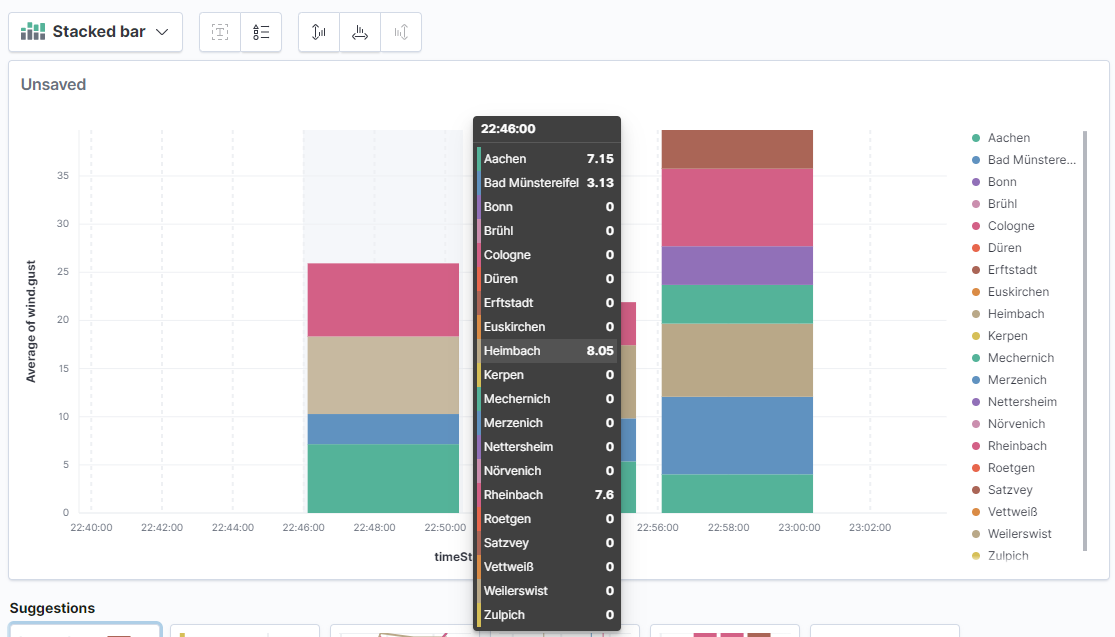 Stacked bar
Unsaved
22:46:00
Aachen 7.15
Bad Münstereifel 3.13
Bonn 0
Brühl 0
Cologne 0
Düren 0
Erftstadt 0
Euskirchen 0
Heimbach 8.05
Kerpen 0
Mechernich 0
Merzenich 0
Nettersheim 0
Nörvenich 0
Rheinbach 7.6
Roetgen 0
Satzvey 0
Vettweiß 0
Weilerswist 0
Zulpich 0
Average of wind.gust
35
30
25
20
15
10
5
0
22:40:00 22:42:00 22:44:00 22:46:00 22:48:00 22:50:00 22:56:00 22:58:00 23:00:00 23:02:00
timeSt
Aachen
Bad Münstere...
Bonn
Brühl
Cologne
Düren
Erftstadt
Euskirchen
Heimbach
Kerpen
Mechernich
Merzenich
Nettersheim
Nörvenich
Rheinbach
Roetgen
Satzvey
Vettweiß
Weilerswist
Zulpich
Suggestions